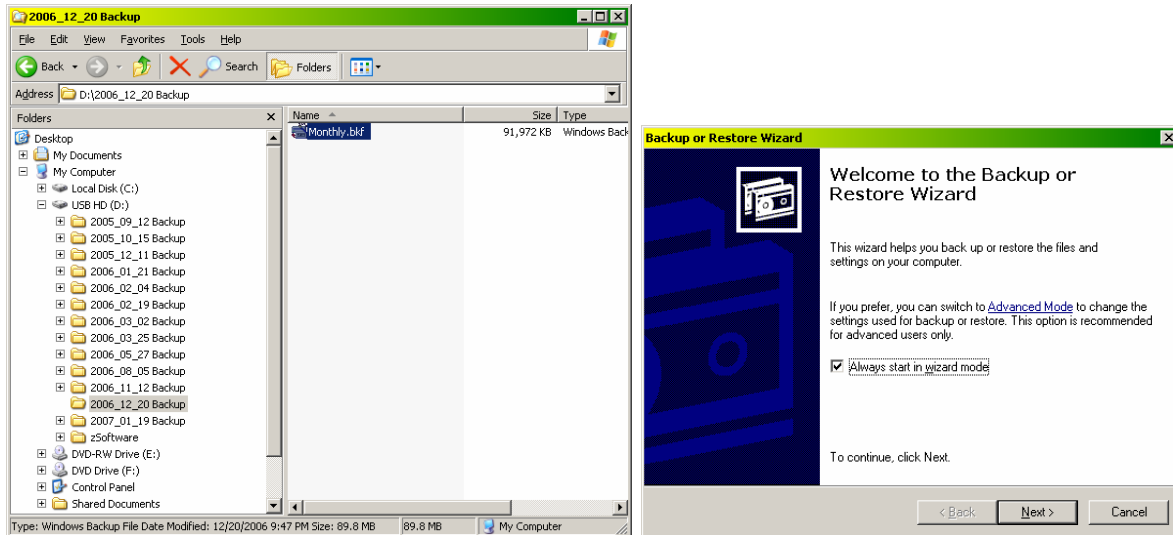 2006_12_20 Backup
File Edit View Favorites Tools Help
Back Search Folders
Address D:\2006_12_20 Backup
Folders
Name Size Type
Monthly.bkf 91,972 KB Windows Back
Desktop
My Documents
My Computer
Local Disk (C:)
USB HD (D:)
2005_09_12 Backup
2005_10_15 Backup
2005_12_11 Backup
2006_01_21 Backup
2006_02_04 Backup
2006_02_19 Backup
2006_03_02 Backup
2006_03_25 Backup
2006_05_27 Backup
2006_08_05 Backup
2006_11_12 Backup
2006_12_20 Backup
2007_01_19 Backup
zSoftware
DVD-RW Drive (E:)
DVD Drive (F:)
Control Panel
Shared Documents
Type: Windows Backup File Date Modified: 12/20/2006 9:47 PM Size: 89.8 MB 89.8 MB My Computer
Backup or Restore Wizard
Welcome to the Backup or
Restore Wizard
This wizard helps you back up or restore the files and
settings on your computer.
If you prefer, you can switch to Advanced Mode to change the
settings used for backup or restore. This option is recommended
for advanced users only.
Always start in wizard mode
To continue, click Next.
< Back Next > Cancel